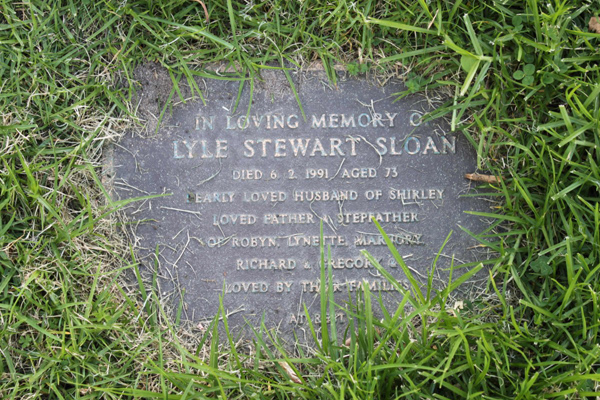 IN LOVING MEMORY O
LYLE STEWART SLOAN
DIED 6. 2. 1991 AGED 73
DEARLY LOVED HUSBAND OF SHIRLEY
LOVED FATHER & STEPFATHER
OF ROBYN, LYNETTE, MARJORY,
RICHARD & GREGORY &
LOVED BY THEIR FAMILIES